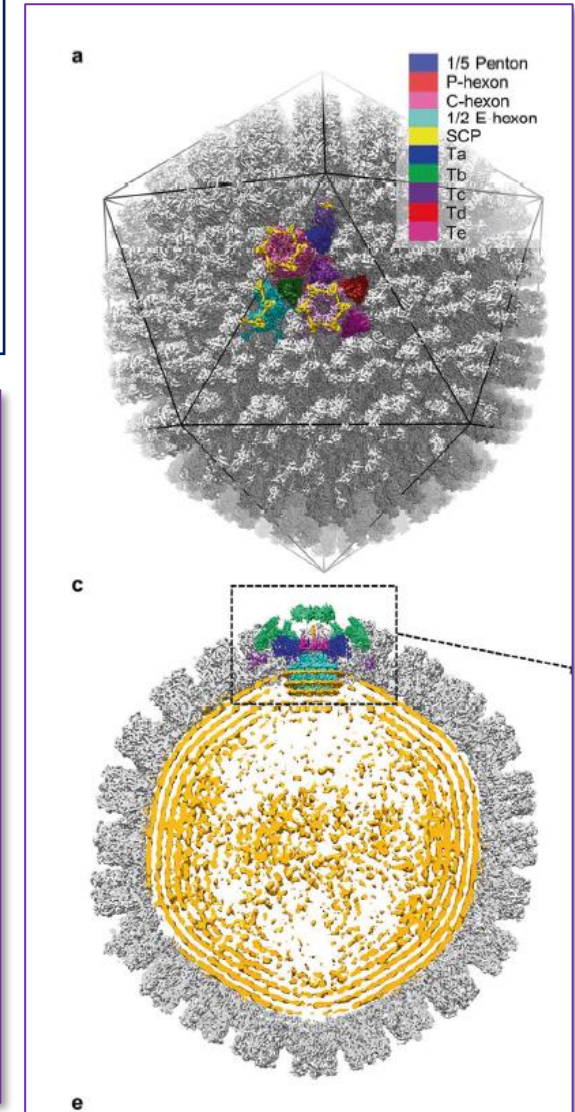 a
1/5 Penton
P-hexon
C-hexon
1/2 E-hexon
SCP
Ta
Tb
Tc
Td
Te
c
e